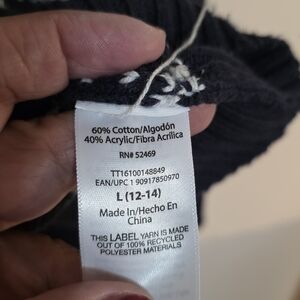 60% Cotton/Algodón
40% Acrylic/Fibra Acrílica
RN# 52469
TT16100148849
EAN/UPC 1 90917850970
L (12-14)
Made In/Hecho En
China
THIS LABEL YARN IS MADE
OUT OF 100% RECYCLED
POLYESTER MATERIALS